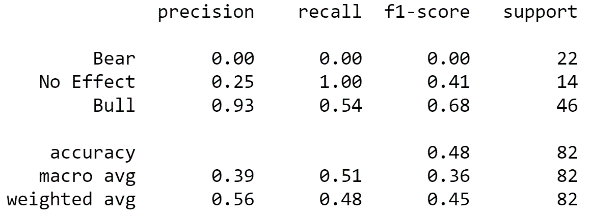 precision recall f1-score support
Bear 0.00 0.00 0.00 22
No Effect 0.25 1.00 0.41 14
Bull 0.93 0.54 0.68 46
accuracy 0.48 82
macro avg 0.39 0.51 0.36 82
weighted avg 0.56 0.48 0.45 82